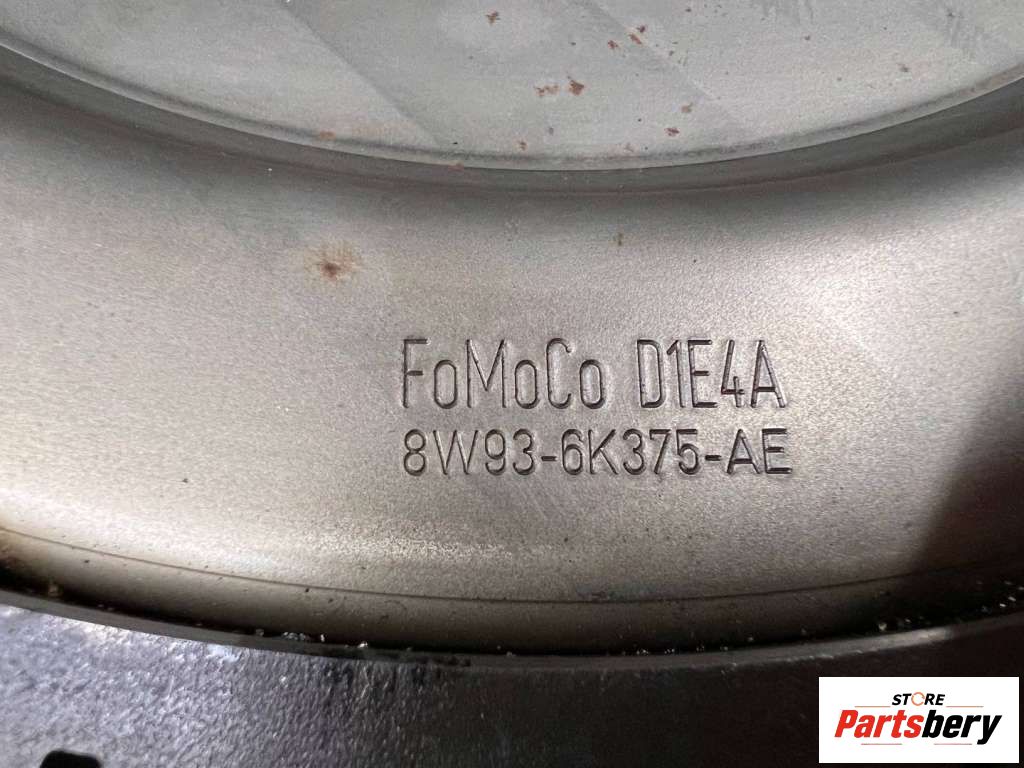 FoMoCo D1E4A
8W93-6K375-AE
STORE
Partsbery